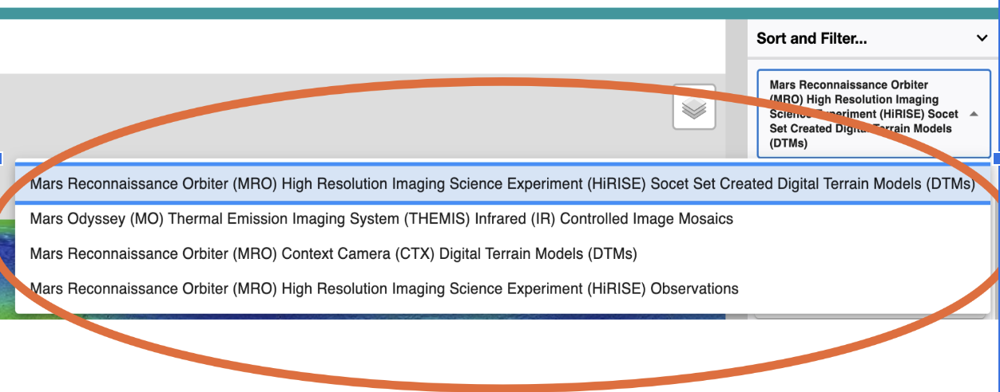 Sort and Filter...
Mars Reconnaissance Orbiter
(MRO) High Resolution Imaging
Science Experiment (HiRISE) Socet
Set Created Digital Terrain Models
(DTMs)
Mars Reconnaissance Orbiter (MRO) High Resolution Imaging Science Experiment (HiRISE) Socet Set Created Digital Terrain Models (DTMs)
Mars Odyssey (MO) Thermal Emission Imaging System (THEMIS) Infrared (IR) Controlled Image Mosaics
Mars Reconnaissance Orbiter (MRO) Context Camera (CTX) Digital Terrain Models (DTMs)
Mars Reconnaissance Orbiter (MRO) High Resolution Imaging Science Experiment (HiRISE) Observations